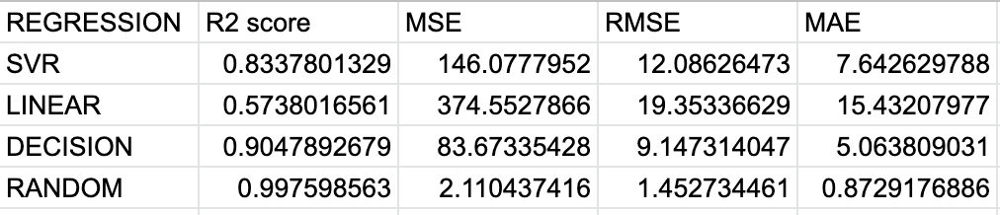 REGRESSION R2 score MSE RMSE MAE
SVR 0.8337801329 146.0777952 12.08626473 7.642629788
LINEAR 0.5738016561 374.5527866 19.35336629 15.43207977
DECISION 0.9047892679 83.67335428 9.147314047 5.063809031
RANDOM 0.997598563 2.110437416 1.452734461 0.8729176886